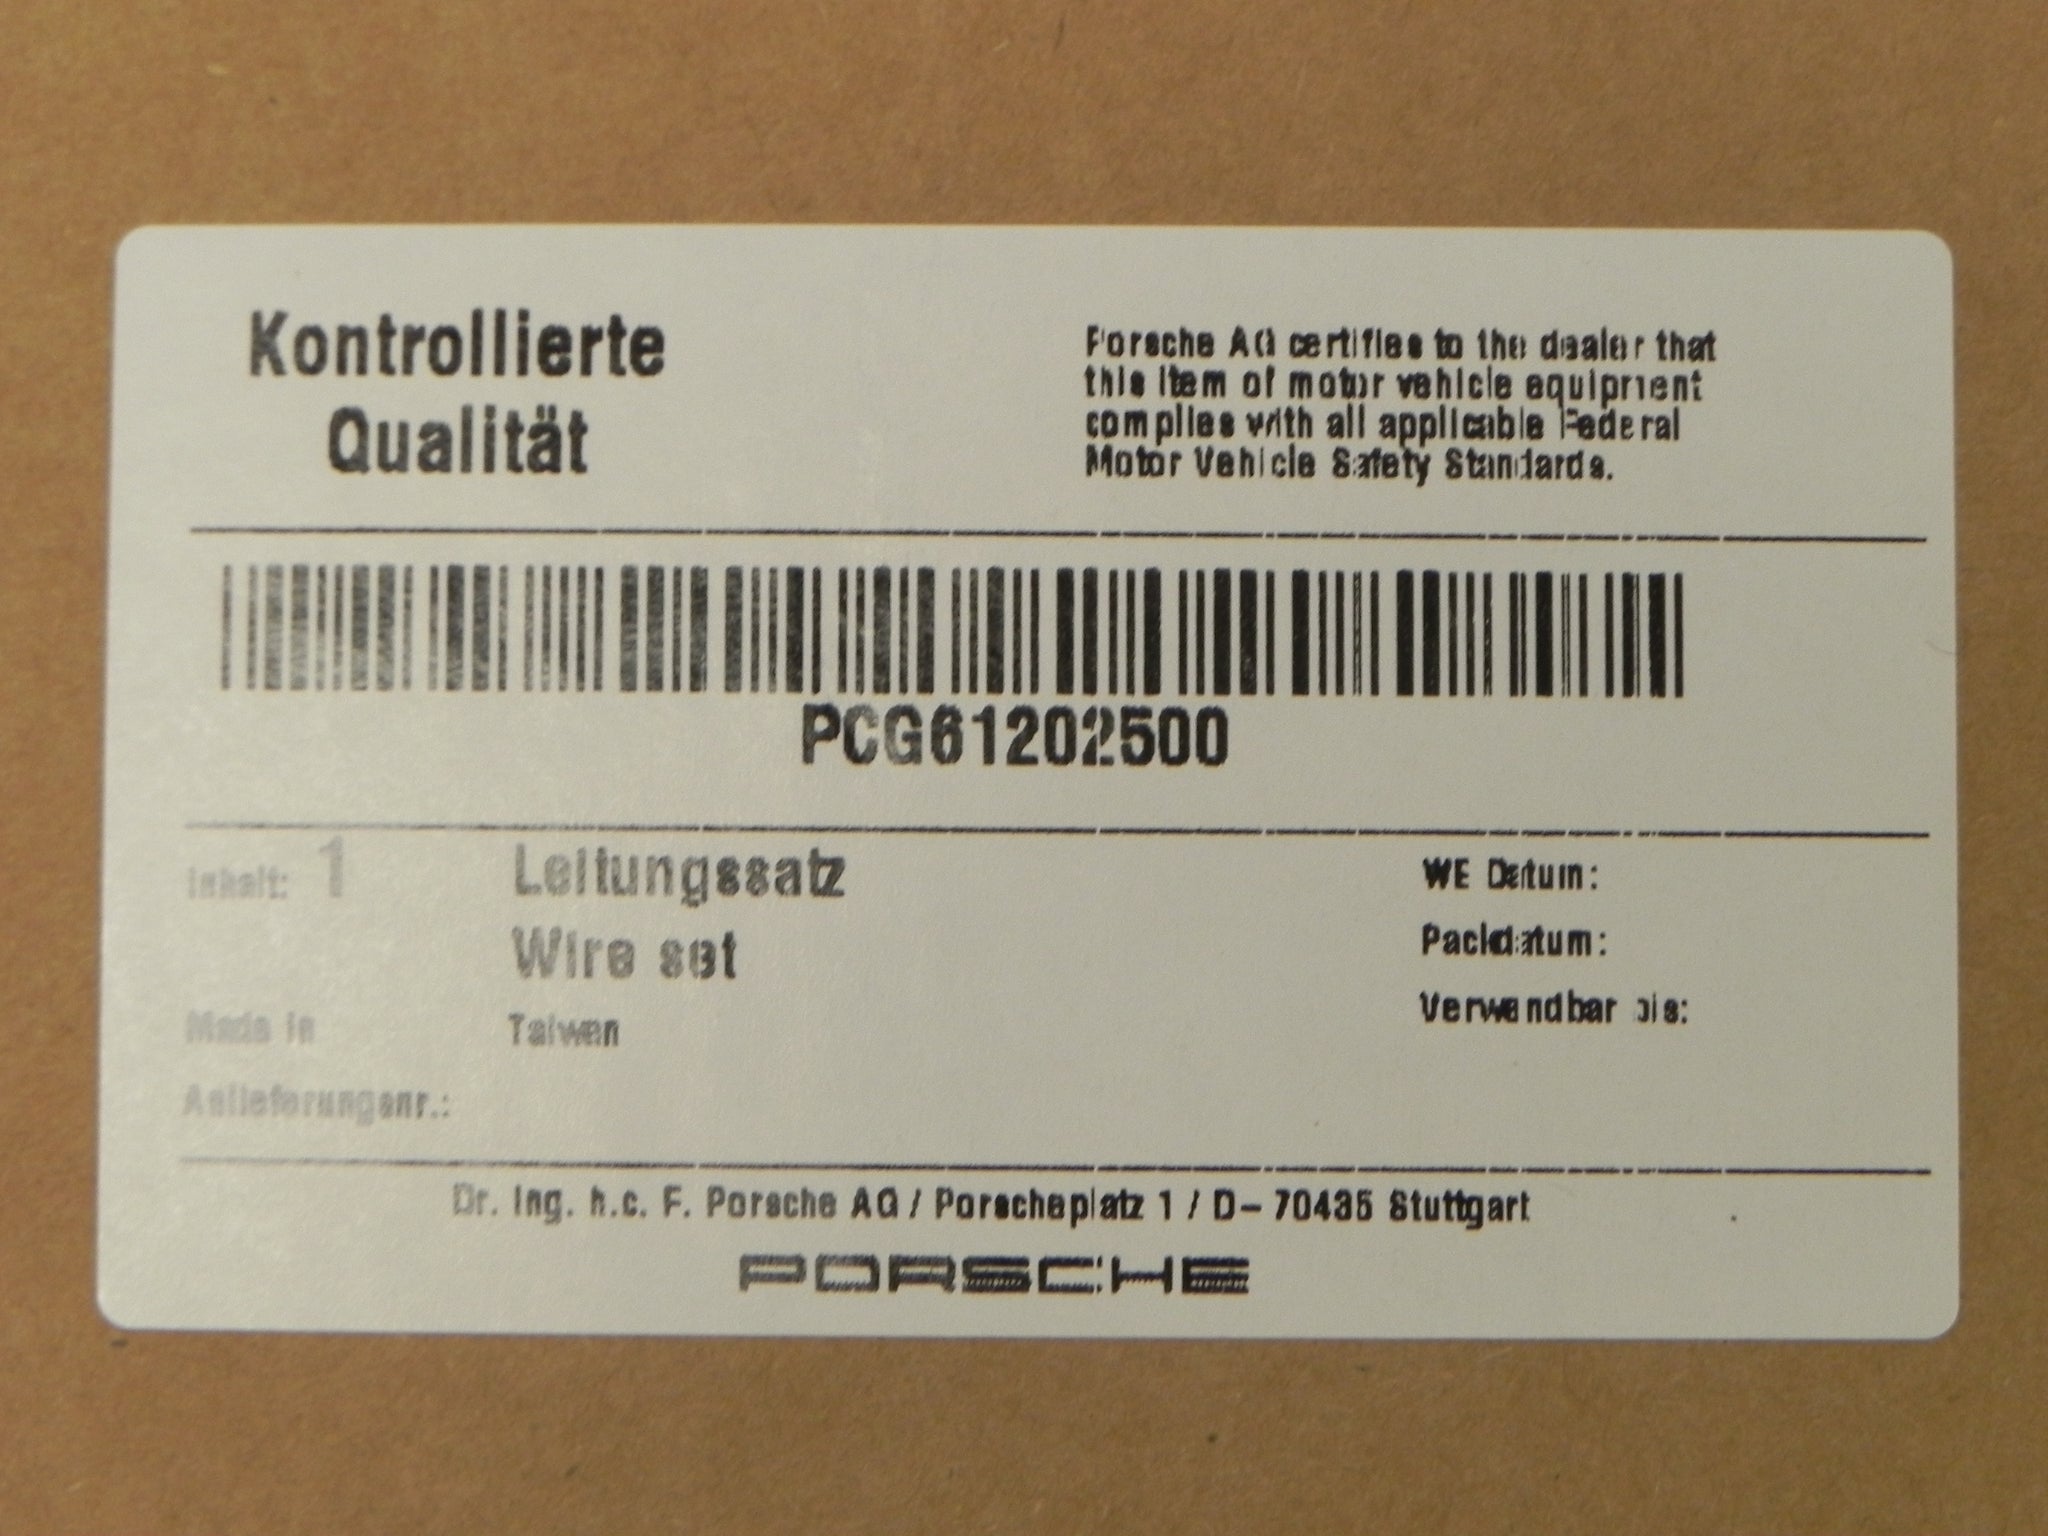 Kontrollierte
Qualität
Porsche AG certifies to the dealer that
this item of motor vehicle equipment
complies with all applicable Federal
Motor Vehicle Safety Standards.
PCG61202500
Inhalt: 1
Leitungssatz
Wire set
Made in Taiwan
Anlieferungsnr.:
WE Datum:
Packdatum:
Verwendbar bis:
Dr. Ing. h.c. F. Porsche AG / Porscheplatz 1 / D- 70435 Stuttgart
PORSCHE